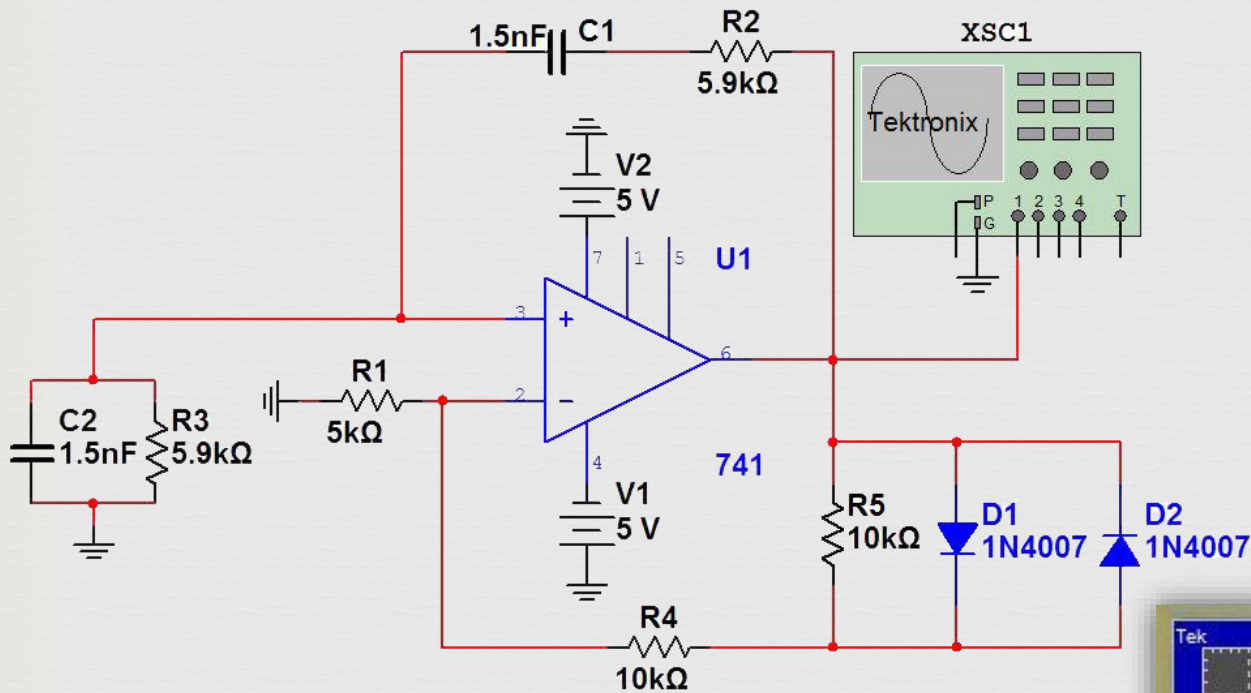 1.5nF C1
R2
5.9kΩ
XSC1
Tektronix
P
G
1 2 3 4 T
V2
5 V
7
1
5
U1
3
+
6
R1
5kΩ
2
−
C2
1.5nF
R3
5.9kΩ
4
741
V1
5 V
R5
10kΩ
D1
1N4007
D2
1N4007
R4
10kΩ
Tek